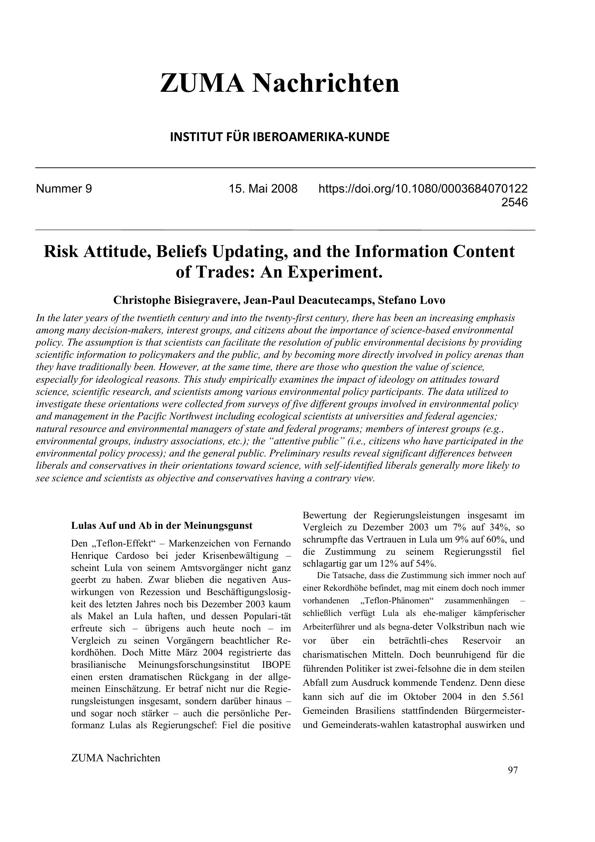 ZUMA Nachrichten
INSTITUT FÜR IBEROAMERIKA-KUNDE
Nummer 9 15. Mai 2008 https://doi.org/10.1080/0003684070122
2546
Risk Attitude, Beliefs Updating, and the Information Content
of Trades: An Experiment.
Christophe Bisiegravere, Jean-Paul Deacutecamps, Stefano Lovo
In the later years of the twentieth century and into the twenty-first century, there has been an increasing emphasis
among many decision-makers, interest groups, and citizens about the importance of science-based environmental
policy. The assumption is that scientists can facilitate the resolution of public environmental decisions by providing
scientific information to policymakers and the public, and by becoming more directly involved in policy arenas than
they have traditionally been. However, at the same time, there are those who question the value of science,
especially for ideological reasons. This study empirically examines the impact of ideology on attitudes toward
science, scientific research, and scientists among various environmental policy participants. The data utilized to
investigate these orientations were collected from surveys of five different groups involved in environmental policy
and management in the Pacific Northwest including ecological scientists at universities and federal agencies;
natural resource and environmental managers of state and federal programs; members of interest groups (e.g.,
environmental groups, industry associations, etc.); the “attentive public” (i.e., citizens who have participated in the
environmental policy process); and the general public. Preliminary results reveal significant differences between
liberals and conservatives in their orientations toward science, with self-identified liberals generally more likely to
see science and scientists as objective and conservatives having a contrary view.
Lulas Auf und Ab in der Meinungsgunst
Den „Teflon-Effekt“ – Markenzeichen von Fernando
Henrique Cardoso bei jeder Krisenbewältigung –
scheint Lula von seinem Amtsvorgänger nicht ganz
geerbt zu haben. Zwar blieben die negativen Aus-
wirkungen von Rezession und Beschäftigungslosig-
keit des letzten Jahres noch bis Dezember 2003 kaum
als Makel an Lula haften, und dessen Populari-tät
erfreute sich – übrigens auch heute noch – im
Vergleich zu seinen Vorgängern beachtlicher Re-
kordhöhen. Doch Mitte März 2004 registrierte das
brasilianische Meinungsforschungsinstitut IBOPE
einen ersten dramatischen Rückgang in der allge-
meinen Einschätzung. Er betraf nicht nur die Regie-
rungsleistungen insgesamt, sondern darüber hinaus –
und sogar noch stärker – auch die persönliche Per-
formanz Lulas als Regierungschef: Fiel die positive
Bewertung der Regierungsleistungen insgesamt im
Vergleich zu Dezember 2003 um 7% auf 34%, so
schrumpfte das Vertrauen in Lula um 9% auf 60%, und
die Zustimmung zu seinem Regierungsstil fiel
schlagartig gar um 12% auf 54%.
Die Tatsache, dass die Zustimmung sich immer noch auf
einer Rekordhöhe befindet, mag mit einem doch noch immer
vorhandenen „Teflon-Phänomen“ zusammenhängen –
schließlich verfügt Lula als ehe-maliger kämpferischer
Arbeiterführer und als begna-deter Volkstribun nach wie
vor über ein beträchtli-ches Reservoir an
charismatischen Mitteln. Doch beunruhigend für die
führenden Politiker ist zwei-felsohne die in dem steilen
Abfall zum Ausdruck kommende Tendenz. Denn diese
kann sich auf die im Oktober 2004 in den 5.561
Gemeinden Brasiliens stattfindenden Bürgermeister-
und Gemeinderats-wahlen katastrophal auswirken und
ZUMA Nachrichten
97